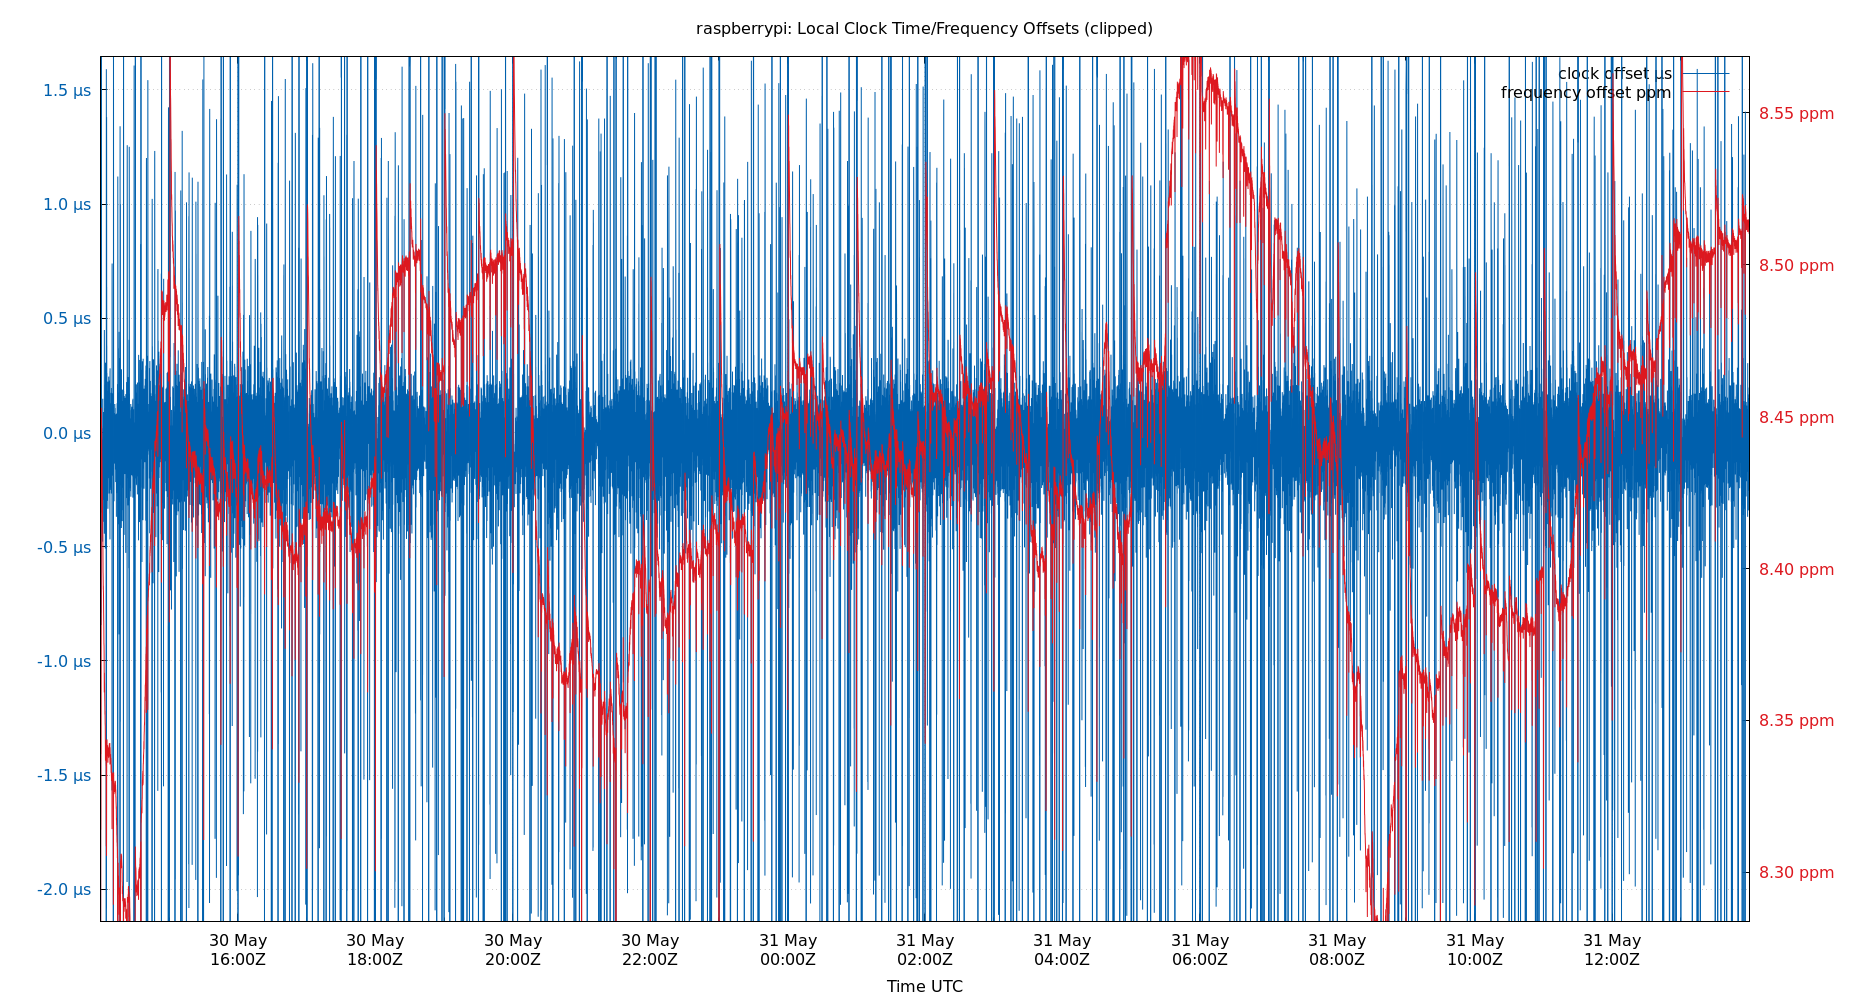 raspberrypi: Local Clock Time/Frequency Offsets (clipped)
clock offset µs
frequency offset ppm
1.5 µs
1.0 µs
0.5 µs
0.0 µs
-0.5 µs
-1.0 µs
-1.5 µs
-2.0 µs
8.55 ppm
8.50 ppm
8.45 ppm
8.40 ppm
8.35 ppm
8.30 ppm
30 May
16:00Z
30 May
18:00Z
30 May
20:00Z
30 May
22:00Z
31 May
00:00Z
31 May
02:00Z
31 May
04:00Z
31 May
06:00Z
31 May
08:00Z
31 May
10:00Z
31 May
12:00Z
Time UTC